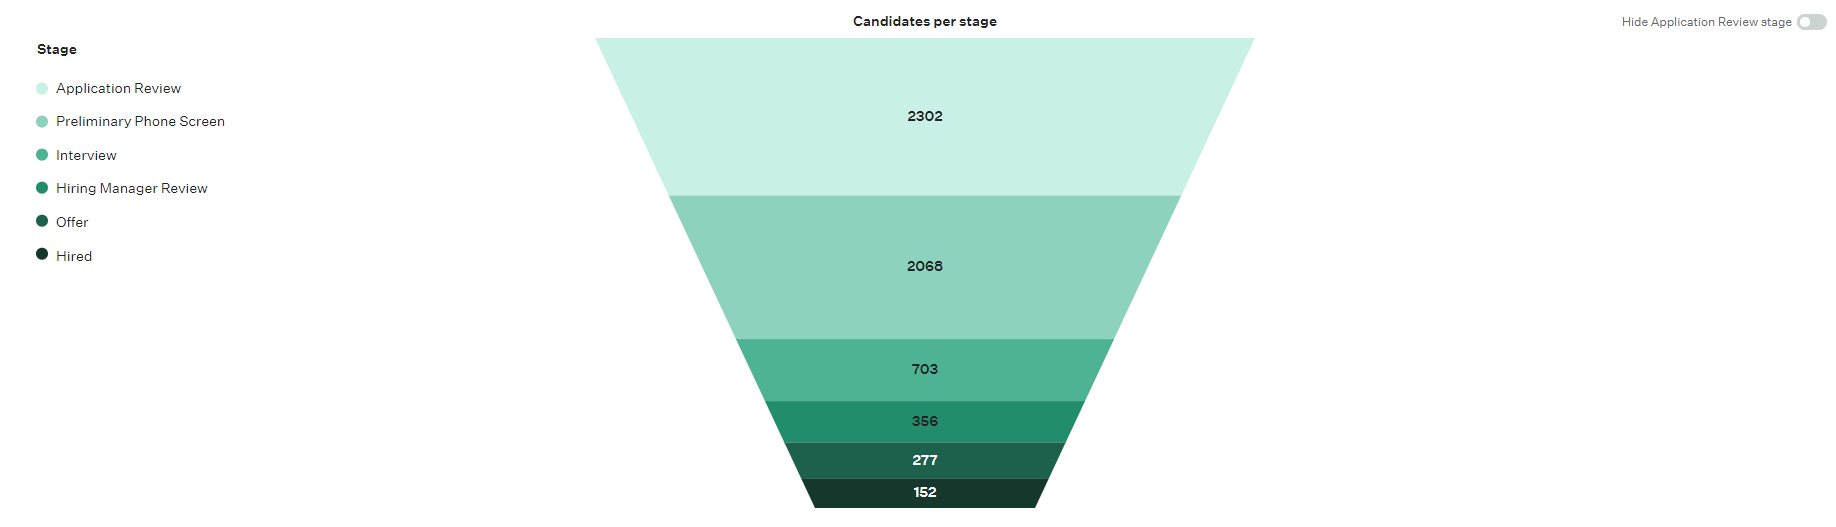 Candidates per stage
Hide Application Review stage
Stage
Application Review
Preliminary Phone Screen
Interview
Hiring Manager Review
Offer
Hired
2302
2068
703
356
277
152